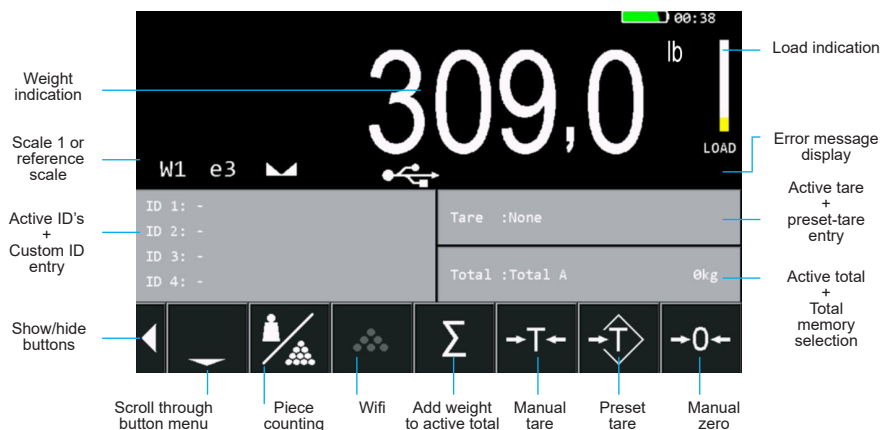 00:38
Load indication
309,0 lb
Weight
indication
LOAD
Scale 1 or
reference
scale
W1 e3
Error message
display
Active ID's
+
Custom ID
entry
ID 1: -
ID 2: -
ID 3: -
ID 4: -
Tare :None
Total :Total A 0kg
Active tare
+
preset-tare
entry
Active total
+
Total
memory
selection
Show/hide
buttons
Σ
→T←
→T
→0←
Scroll through
button menu
Piece
counting
Wifi
Add weight
to active total
Manual
tare
Preset
tare
Manual
zero